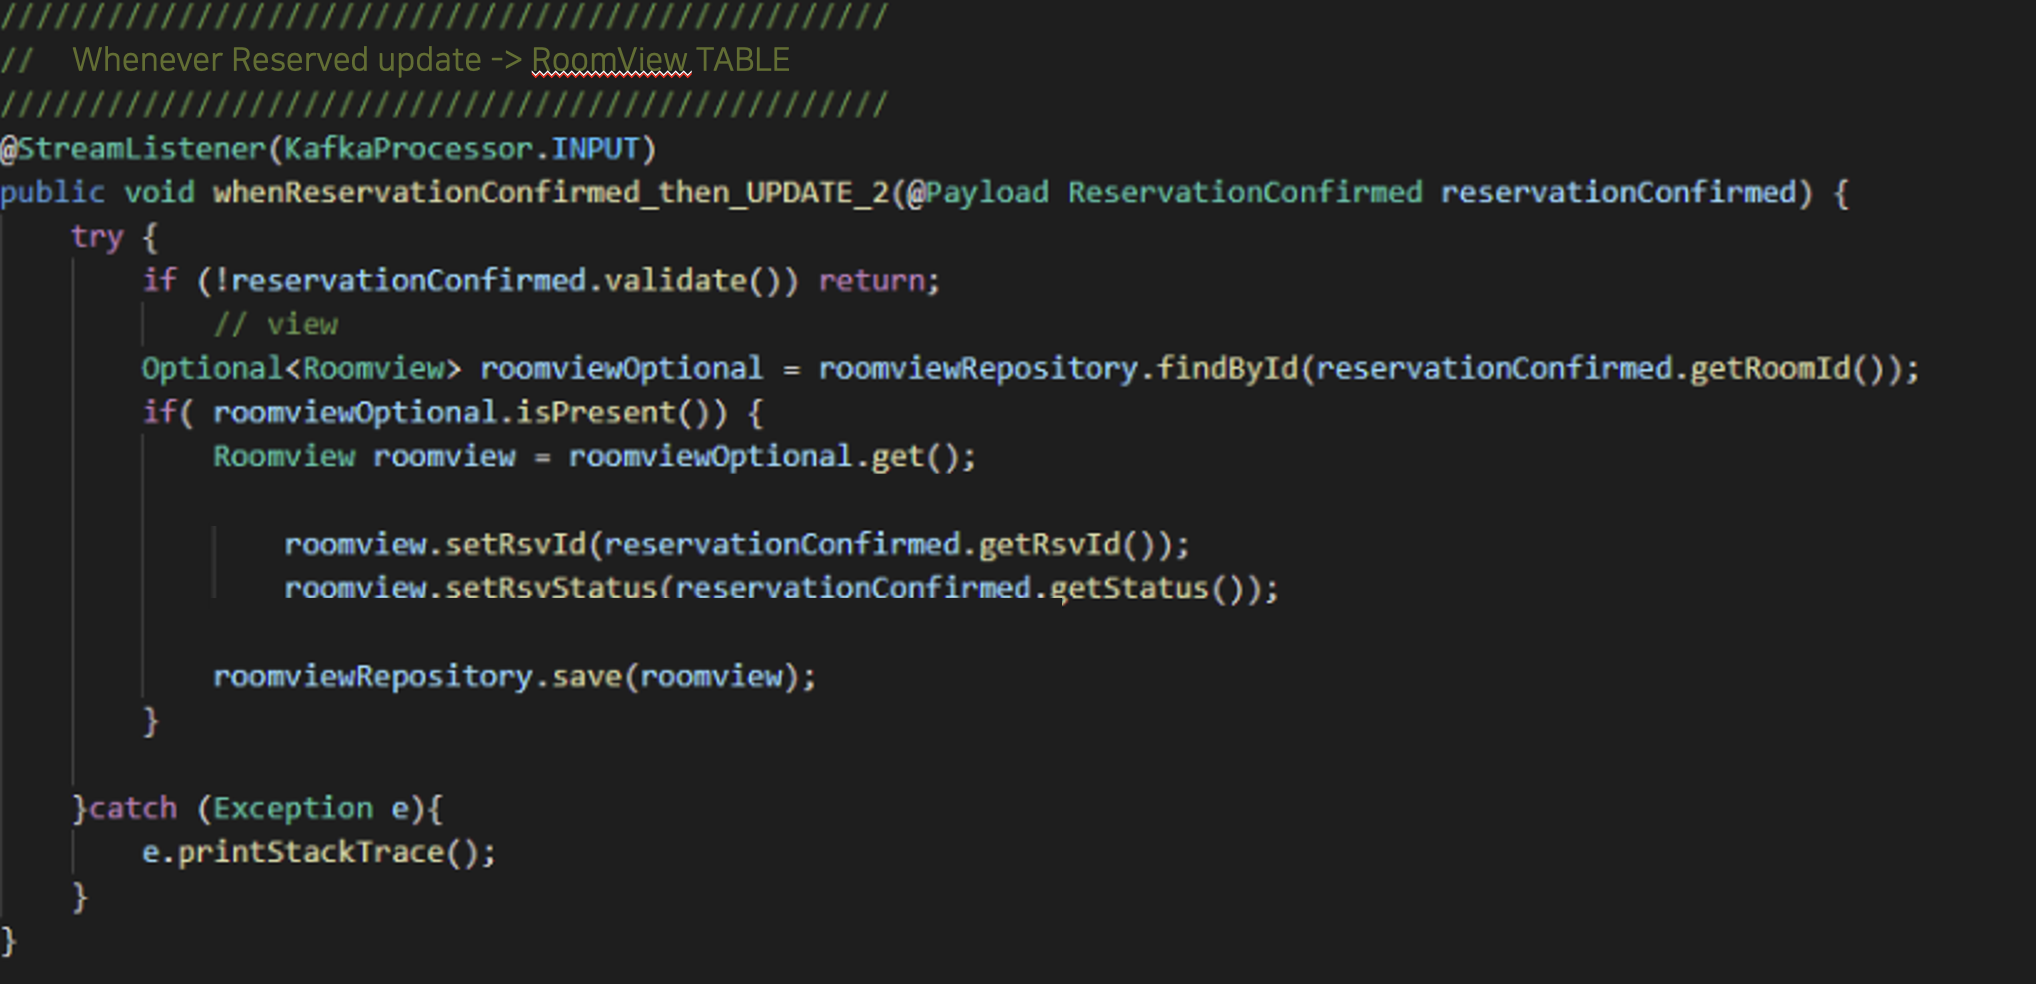 //////////////////////////////////////////////////
// Whenever Reserved update -> RoomView TABLE
//////////////////////////////////////////////////
@StreamListener(KafkaProcessor.INPUT)
public void whenReservationConfirmed_then_UPDATE_2(@Payload ReservationConfirmed reservationConfirmed) {
    try {
        if (!reservationConfirmed.validate()) return;
            // view
        Optional<Roomview> roomviewOptional = roomviewRepository.findById(reservationConfirmed.getRoomId());
        if( roomviewOptional.isPresent()) {
            Roomview roomview = roomviewOptional.get();
                roomview.setRsvId(reservationConfirmed.getRsvId());
                roomview.setRsvStatus(reservationConfirmed.getStatus());
            roomviewRepository.save(roomview);
        }
    }catch (Exception e){
        e.printStackTrace();
    }
}